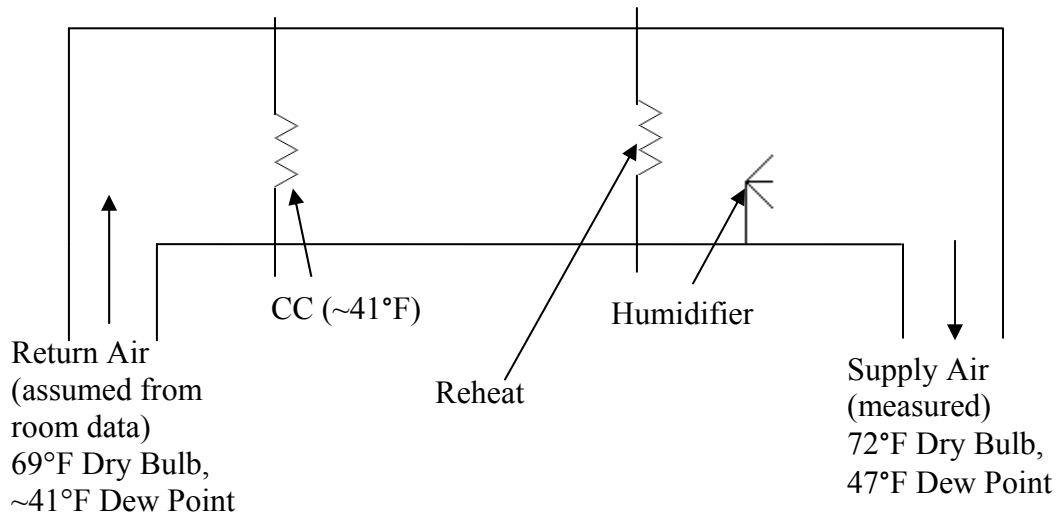 CC (~41°F)
Humidifier
Reheat
Return Air
(assumed from
room data)
69°F Dry Bulb,
~41°F Dew Point
Supply Air
(measured)
72°F Dry Bulb,
47°F Dew Point